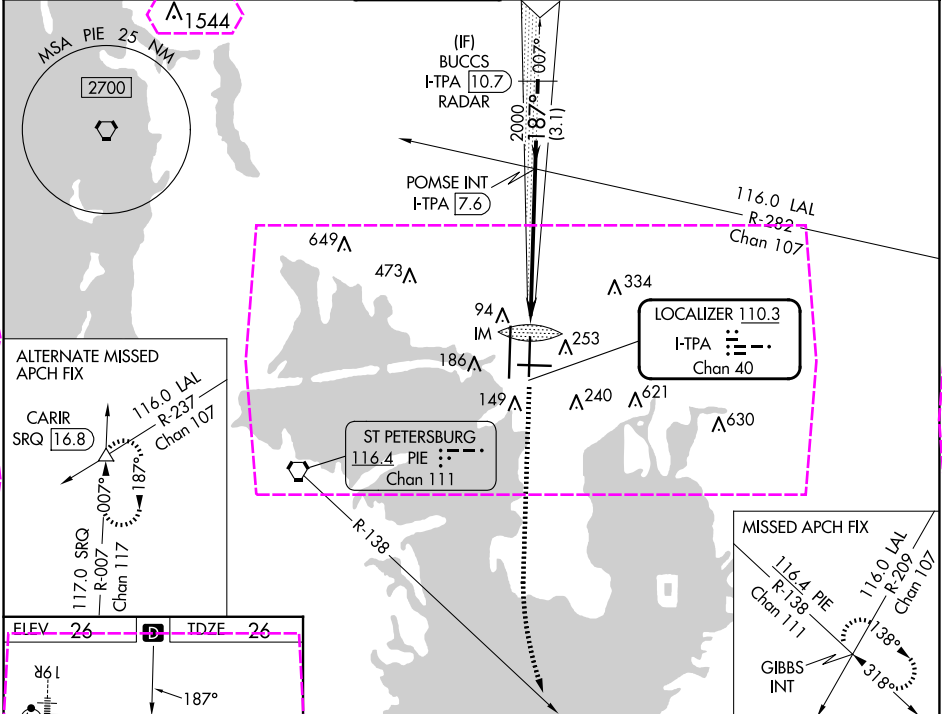 1544
MSA PIE 25 NM
2700
(IF)
BUCCS
I-TPA 10.7
RADAR
007°
2000
187°
(3.1)
POMSE INT
I-TPA 7.6
116.0 LAL
R-282
Chan 107
649
473
334
94
IM
253
186
149
240
621
630
LOCALIZER 110.3
I-TPA
Chan 40
ST PETERSBURG
116.4 PIE
Chan 111
R-138
ALTERNATE MISSED
APCH FIX
CARIR
SRQ 16.8
116.0 LAL
R-237
Chan 107
007°
187°
117.0 SRQ
R-007
Chan 117
MISSED APCH FIX
116.4 PIE
R-138
Chan 111
116.0 LAL
R-209
Chan 107
138°
318°
GIBBS
INT
ELEV 26
D
TDZE 26
19R
187°